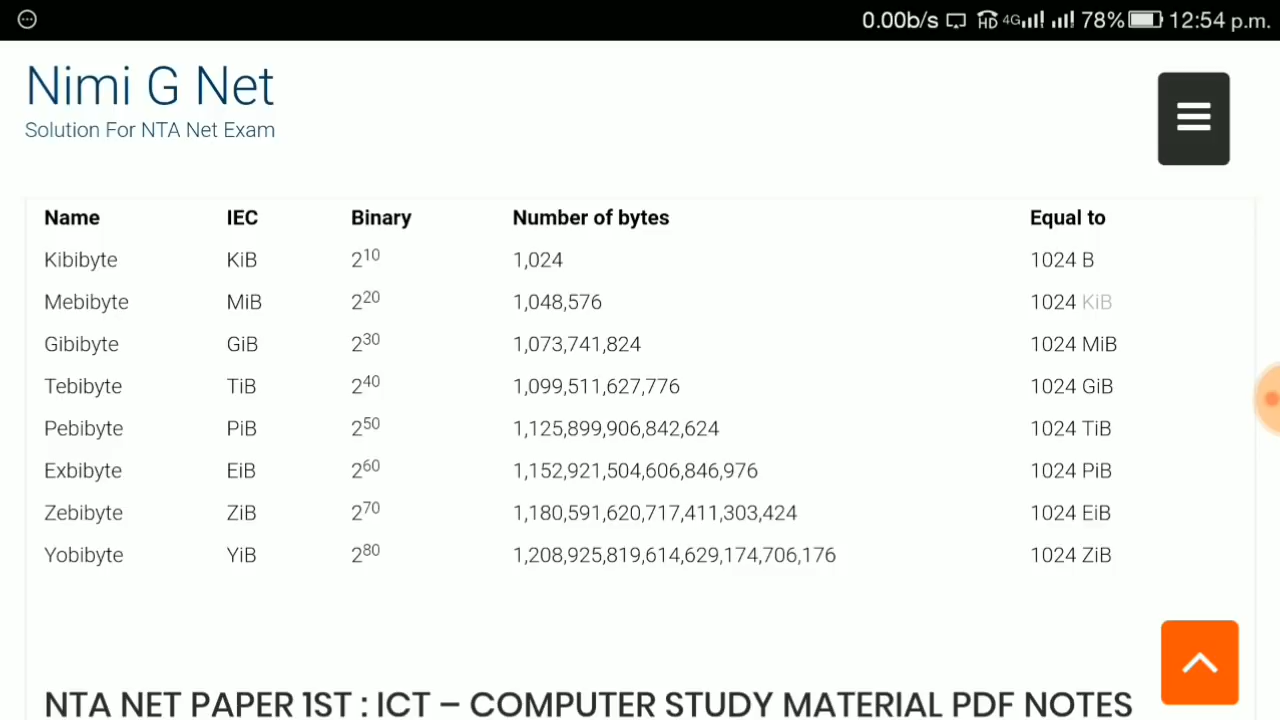 0.00b/s HD 4G 78% 12:54 p.m.
Nimi G Net
Solution For NTA Net Exam
Name IEC Binary Number of bytes Equal to
Kibibyte KiB 2^10 1,024 1024 B
Mebibyte MiB 2^20 1,048,576 1024 KiB
Gibibyte GiB 2^30 1,073,741,824 1024 MiB
Tebibyte TiB 2^40 1,099,511,627,776 1024 GiB
Pebibyte PiB 2^50 1,125,899,906,842,624 1024 TiB
Exbibyte EiB 2^60 1,152,921,504,606,846,976 1024 PiB
Zebibyte ZiB 2^70 1,180,591,620,717,411,303,424 1024 EiB
Yobibyte YiB 2^80 1,208,925,819,614,629,174,706,176 1024 ZiB
NTA NET PAPER 1ST : ICT – COMPUTER STUDY MATERIAL PDF NOTES